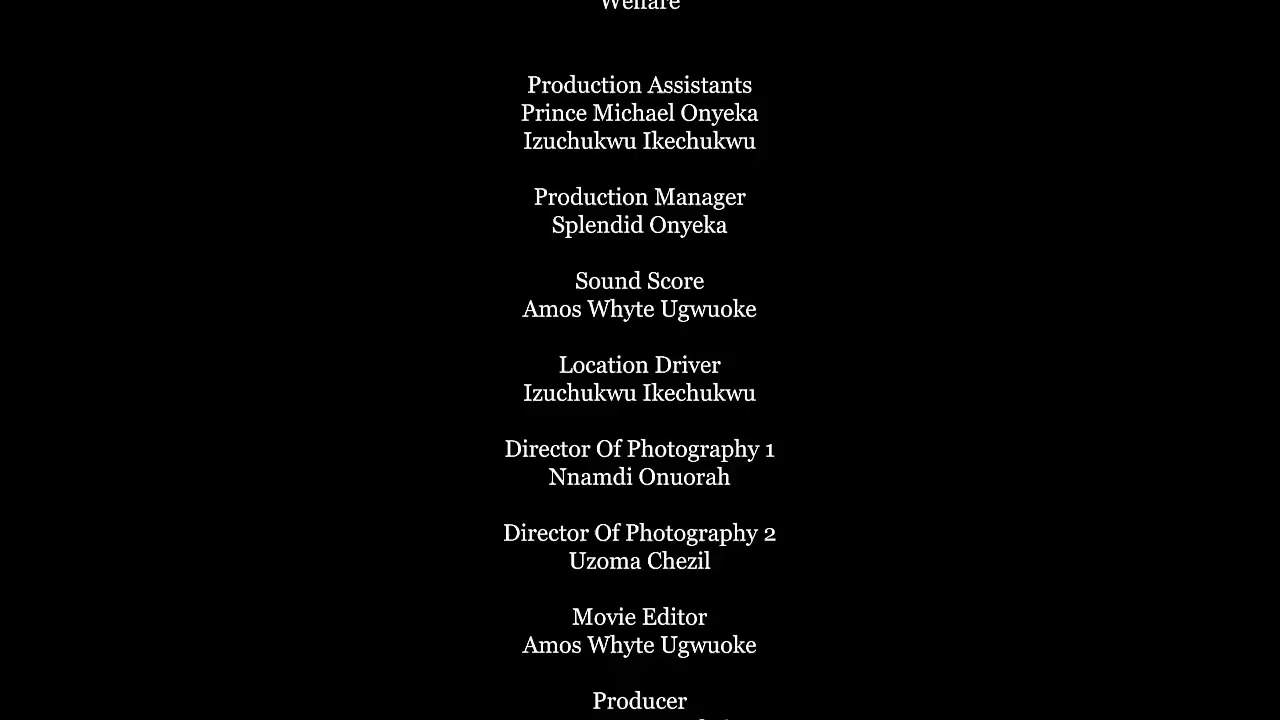 Welfare
Production Assistants
Prince Michael Onyeka
Izuchukwu Ikechukwu
Production Manager
Splendid Onyeka
Sound Score
Amos Whyte Ugwuoke
Location Driver
Izuchukwu Ikechukwu
Director Of Photography 1
Nnamdi Onuorah
Director Of Photography 2
Uzoma Chezil
Movie Editor
Amos Whyte Ugwuoke
Producer